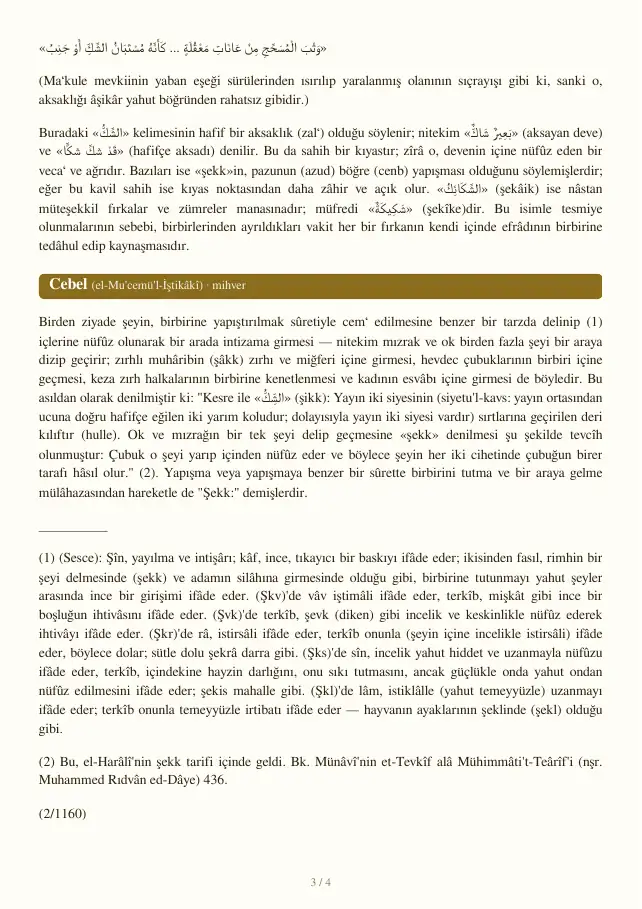 «وَثْبَ الْمُسَحَّجِ مِنْ عَانَاتِ مَعْقُلَةٍ ... كَأَنَّهُ مُسْتَبَانُ الشَّكِّ أَوْ جَنِبُ»
(Ma‘kule mevkiinin yaban eşeği sürülerinden ısırılıp yaralanmış olanının sıçrayışı gibi ki, sanki o,
aksaklığı âşikâr yahut böğründen rahatsız gibidir.)
Buradaki «الشَّكُّ» kelimesinin hafif bir aksaklık (zal‘) olduğu söylenir; nitekim «بَعِيرٌ شَاكٌّ» (aksayan deve)
ve «قَدْ شَكَّ شَكًّا» (hafifçe aksadı) denilir. Bu da sahih bir kıyastır; zîrâ o, devenin içine nüfûz eden bir
veca‘ ve ağrıdır. Bazıları ise «şekk»in, pazunun (azud) böğre (cenb) yapışması olduğunu söylemişlerdir;
eğer bu kavil sahih ise kıyas noktasından daha zâhir ve açık olur. «الشَّكَائِكُ» (şekâik) ise nâstan
müteşekkil fırkalar ve zümreler manasınadır; müfredi «شَكِيكَةٌ» (şekîke)dir. Bu isimle tesmiye
olunmalarının sebebi, birbirlerinden ayrıldıkları vakit her bir fırkanın kendi içinde efrâdının birbirine
tedâhul edip kaynaşmasıdır.
Cebel (el-Mu'cemü'l-İştikâkî) · mihver
Birden ziyade şeyin, birbirine yapıştırılmak sûretiyle cem‘ edilmesine benzer bir tarzda delinip (1)
içlerine nüfûz olunarak bir arada intizama girmesi — nitekim mızrak ve ok birden fazla şeyi bir araya
dizip geçirir; zırhlı muhâribin (şâkk) zırhı ve miğferi içine girmesi, hevdec çubuklarının birbiri içine
geçmesi, keza zırh halkalarının birbirine kenetlenmesi ve kadının esvâbı içine girmesi de böyledir. Bu
asıldan olarak denilmiştir ki: "Kesre ile «الشِّكُّ» (şikk): Yayın iki siyesinin (siyetu'l-kavs: yayın ortasından
ucuna doğru hafifçe eğilen iki yarım koludur; dolayısıyla yayın iki siyesi vardır) sırtlarına geçirilen deri
kılıftır (hulle). Ok ve mızrağın bir tek şeyi delip geçmesine «şekk» denilmesi şu şekilde tevcîh
olunmuştur: Çubuk o şeyi yarıp içinden nüfûz eder ve böylece şeyin her iki cihetinde çubuğun birer
tarafı hâsıl olur." (2). Yapışma veya yapışmaya benzer bir sûrette birbirini tutma ve bir araya gelme
mülâhazasından hareketle de "Şekk:" demişlerdir.
(1) (Sesce): Şîn, yayılma ve intişârı; kâf, ince, tıkayıcı bir baskıyı ifâde eder; ikisinden fasıl, rimhin bir
şeyi delmesinde (şekk) ve adamın silâhına girmesinde olduğu gibi, birbirine tutunmayı yahut şeyler
arasında ince bir girişimi ifâde eder. (Şkv)'de vâv iştimâli ifâde eder, terkîb, mişkât gibi ince bir
boşluğun ihtivâsını ifâde eder. (Şvk)'de terkîb, şevk (diken) gibi incelik ve keskinlikle nüfûz ederek
ihtivâyı ifâde eder. (Şkr)'de râ, istirsâli ifâde eder, terkîb onunla (şeyin içine incelikle istirsâli) ifâde
eder, böylece dolar; sütle dolu şekrâ darra gibi. (Şks)'de sîn, incelik yahut hiddet ve uzanmayla nüfûzu
ifâde eder, terkîb, içindekine hayzin darlığını, onu sıkı tutmasını, ancak güçlükle onda yahut ondan
nüfûz edilmesini ifâde eder; şekis mahalle gibi. (Şkl)'de lâm, istiklâlle (yahut temeyyüzle) uzanmayı
ifâde eder; terkîb onunla temeyyüzle irtibatı ifâde eder — hayvanın ayaklarının şeklinde (şekl) olduğu
gibi.
(2) Bu, el-Harâlî'nin şekk tarifi içinde geldi. Bk. Münâvî'nin et-Tevkîf alâ Mühimmâti't-Teârîf'i (nşr.
Muhammed Rıdvân ed-Dâye) 436.
(2/1160)
3 / 4